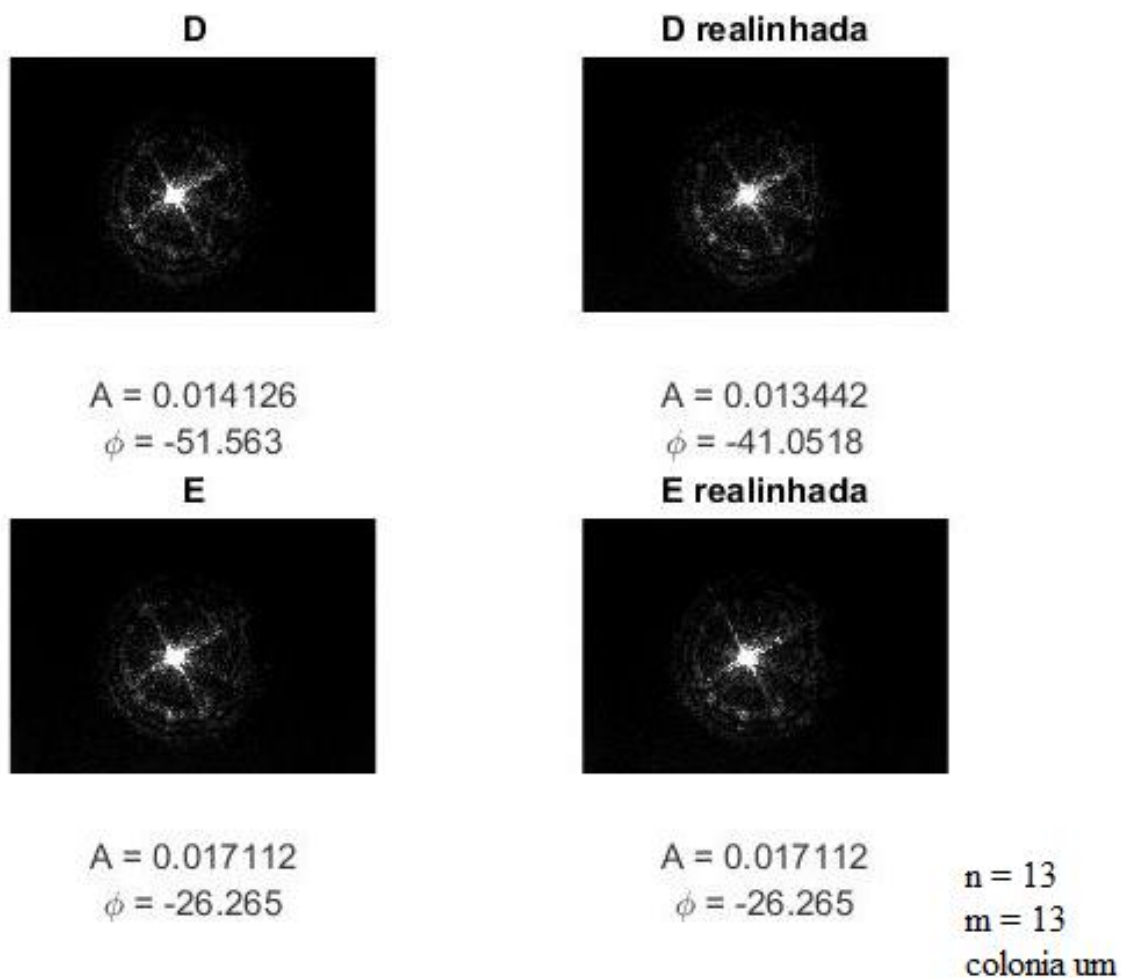 D
D realinhada
A = 0.014126
ϕ = -51.563
A = 0.013442
ϕ = -41.0518
E
E realinhada
A = 0.017112
ϕ = -26.265
A = 0.017112
ϕ = -26.265
n = 13
m = 13
colonia um